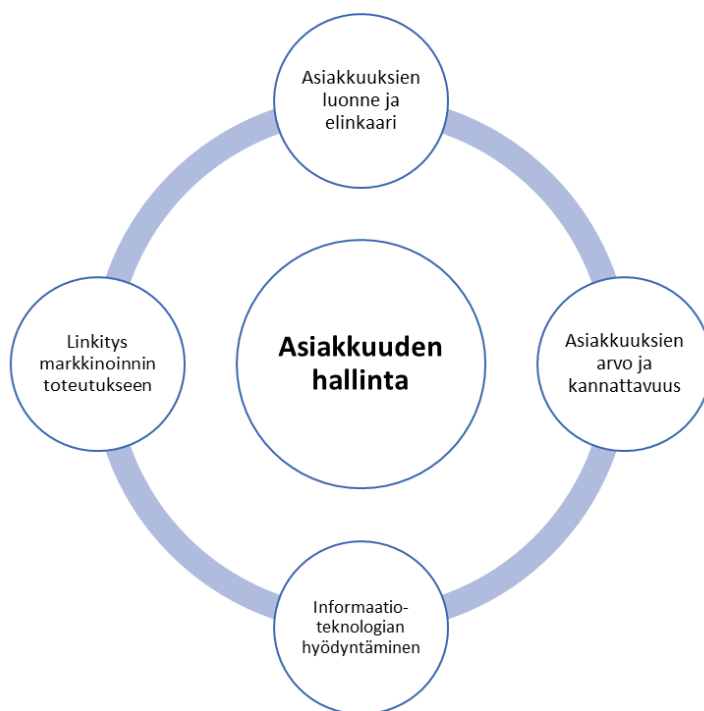 Asiakkuuksien
luonne ja
elinkaari
Linkitys
markkinoinnin
toteutukseen
Asiakkuuden
hallinta
Asiakkuuksien
arvo ja
kannattavuus
Informaatio-
teknologian
hyödyntäminen